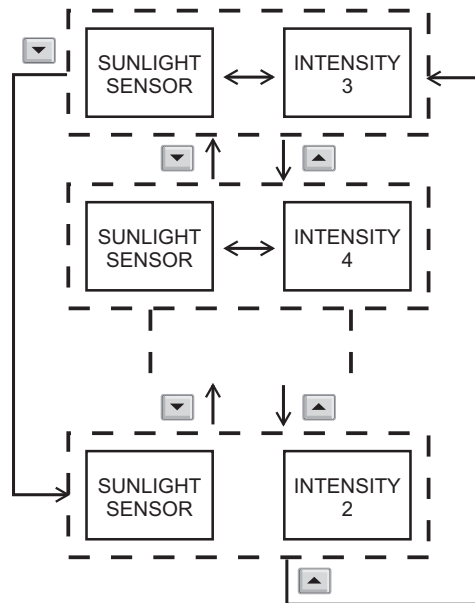 SUNLIGHT
SENSOR
INTENSITY
3
SUNLIGHT
SENSOR
INTENSITY
4
SUNLIGHT
SENSOR
INTENSITY
2